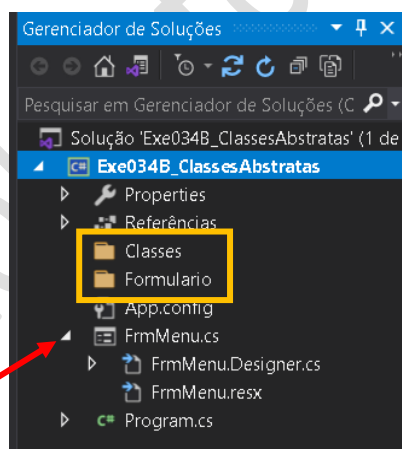 Gerenciador de Soluções
Pesquisar em Gerenciador de Soluções (C
Solução 'Exe034B_ClassesAbstratas' (1 de
C# Exe034B_ClassesAbstratas
Properties
Referências
Classes
Formulario
App.config
FrmMenu.cs
FrmMenu.Designer.cs
FrmMenu.resx
C# Program.cs